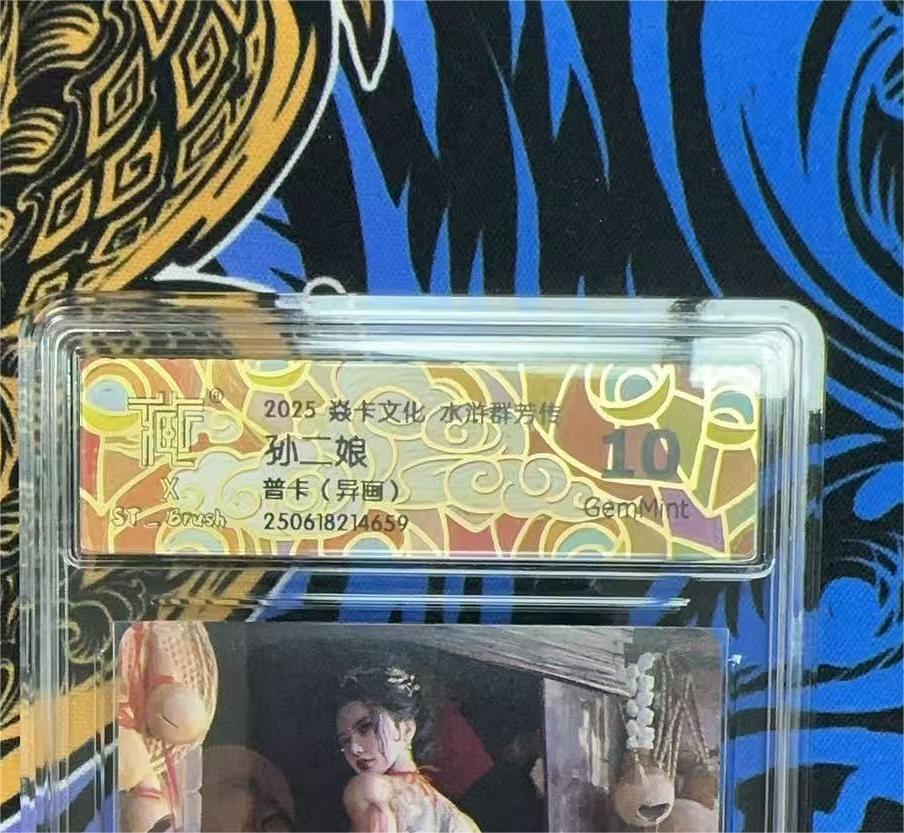 2025 焱卡文化 水浒群芳传
孙二娘
普卡（异画）
250618214659
®
X
ST_Brush
10
GemMint